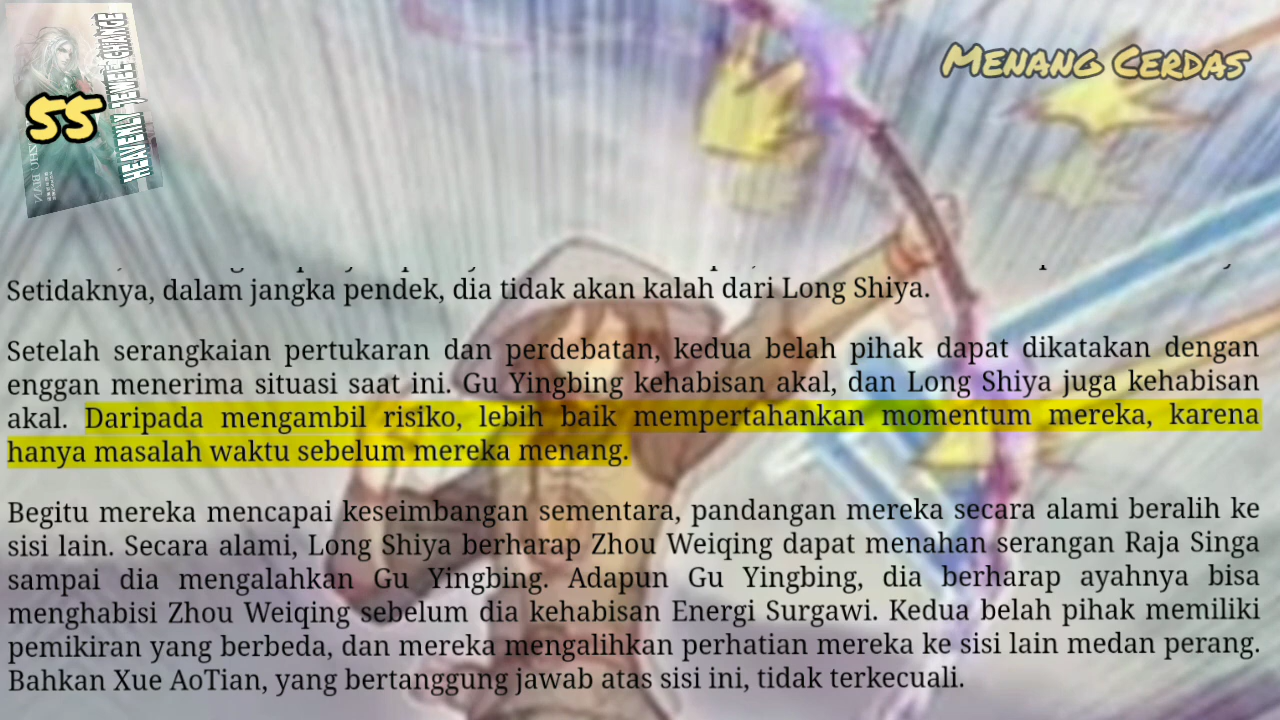 HEAVENLY JEWEL CHANGE
55
Menang Cerdas
Setidaknya, dalam jangka pendek, dia tidak akan kalah dari Long Shiya.
Setelah serangkaian pertukaran dan perdebatan, kedua belah pihak dapat dikatakan dengan
enggan menerima situasi saat ini. Gu Yingbing kehabisan akal, dan Long Shiya juga kehabisan
akal. Daripada mengambil risiko, lebih baik mempertahankan momentum mereka, karena
hanya masalah waktu sebelum mereka menang.
Begitu mereka mencapai keseimbangan sementara, pandangan mereka secara alami beralih ke
sisi lain. Secara alami, Long Shiya berharap Zhou Weiqing dapat menahan serangan Raja Singa
sampai dia mengalahkan Gu Yingbing. Adapun Gu Yingbing, dia berharap ayahnya bisa
menghabisi Zhou Weiqing sebelum dia kehabisan Energi Surgawi. Kedua belah pihak memiliki
pemikiran yang berbeda, dan mereka mengalihkan perhatian mereka ke sisi lain medan perang.
Bahkan Xue AoTian, yang bertanggung jawab atas sisi ini, tidak terkecuali.